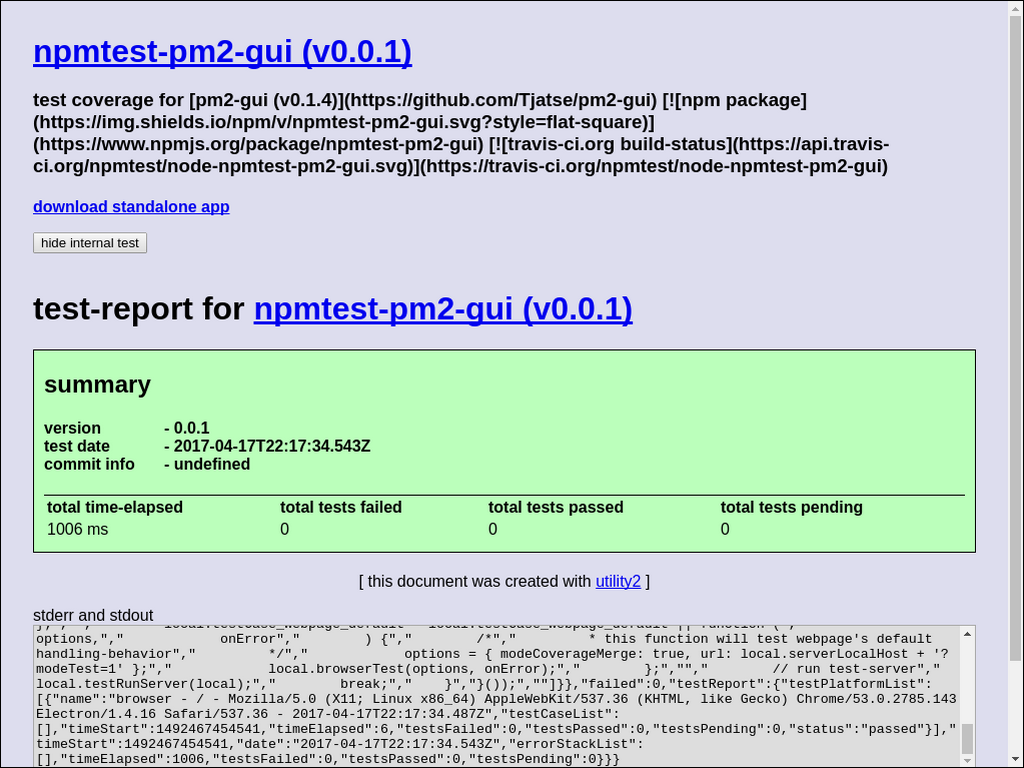 npmtest-pm2-gui (v0.0.1)
test coverage for [pm2-gui (v0.1.4)](https://github.com/Tjatse/pm2-gui) [![npm package]
(https://img.shields.io/npm/v/npmtest-pm2-gui.svg?style=flat-square)]
(https://www.npmjs.org/package/npmtest-pm2-gui) [![travis-ci.org build-status](https://api.travis-
ci.org/npmtest/node-npmtest-pm2-gui.svg)](https://travis-ci.org/npmtest/node-npmtest-pm2-gui)
download standalone app
hide internal test
test-report for npmtest-pm2-gui (v0.0.1)
summary
version - 0.0.1
test date - 2017-04-17T22:17:34.543Z
commit info - undefined
total time-elapsed total tests failed total tests passed total tests pending
1006 ms 0 0 0
[ this document was created with utility2 ]
stderr and stdout
options,","            onError","        ) {","        /*","         * this function will test webpage's default
handling-behavior","         */","            options = { modeCoverageMerge: true, url: local.serverLocalHost + '?
modeTest=1' };","            local.browserTest(options, onError);","        };","","        // run test-server","
local.testRunServer(local);","        break;","    }","}());",""]}},"failed":0,"testReport":{"testPlatformList":
[{"name":"browser - / - Mozilla/5.0 (X11; Linux x86_64) AppleWebKit/537.36 (KHTML, like Gecko) Chrome/53.0.2785.143
Electron/1.4.16 Safari/537.36 - 2017-04-17T22:17:34.487Z","testCaseList":
[],"timeStart":1492467454541,"timeElapsed":6,"testsFailed":0,"testsPassed":0,"testsPending":0,"status":"passed"}],"
timeStart":1492467454541,"date":"2017-04-17T22:17:34.543Z","errorStackList":
[],"timeElapsed":1006,"testsFailed":0,"testsPassed":0,"testsPending":0}}}